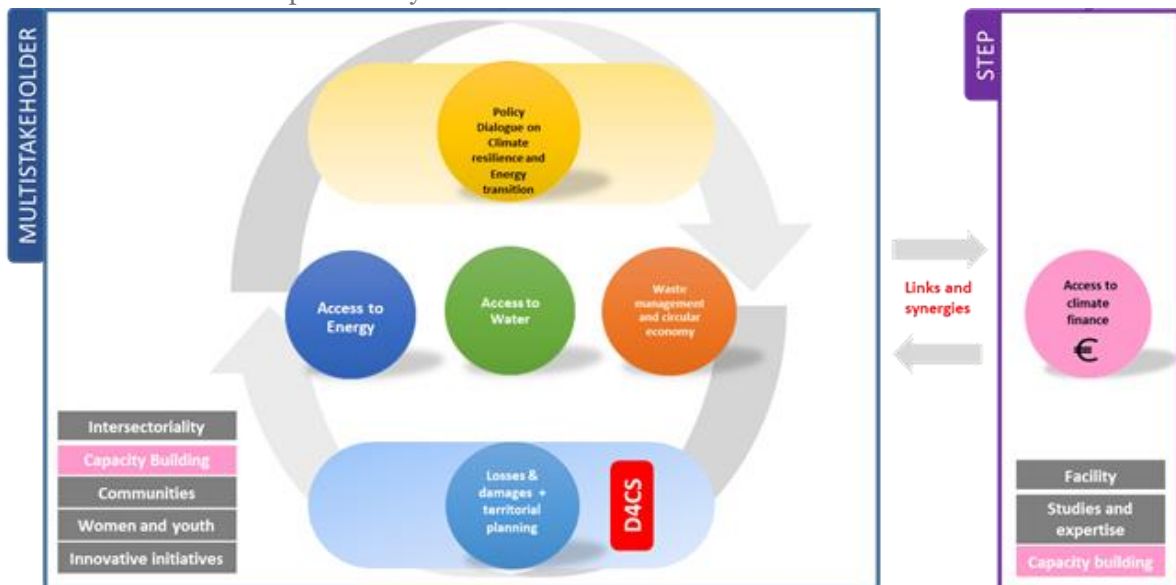 MULTISTAKEHOLDER
Policy
Dialogue on
Climate
resilience and
Energy
transition
Access to
Energy
Access to
Water
Waste
management
and circular
economy
Losses &
damages +
territorial
planning
D4CS
Intersectoriality
Capacity Building
Communities
Women and youth
Innovative initiatives
Links and
synergies
STEP
Access to
climate
finance
€
Facility
Studies and
expertise
Capacity building